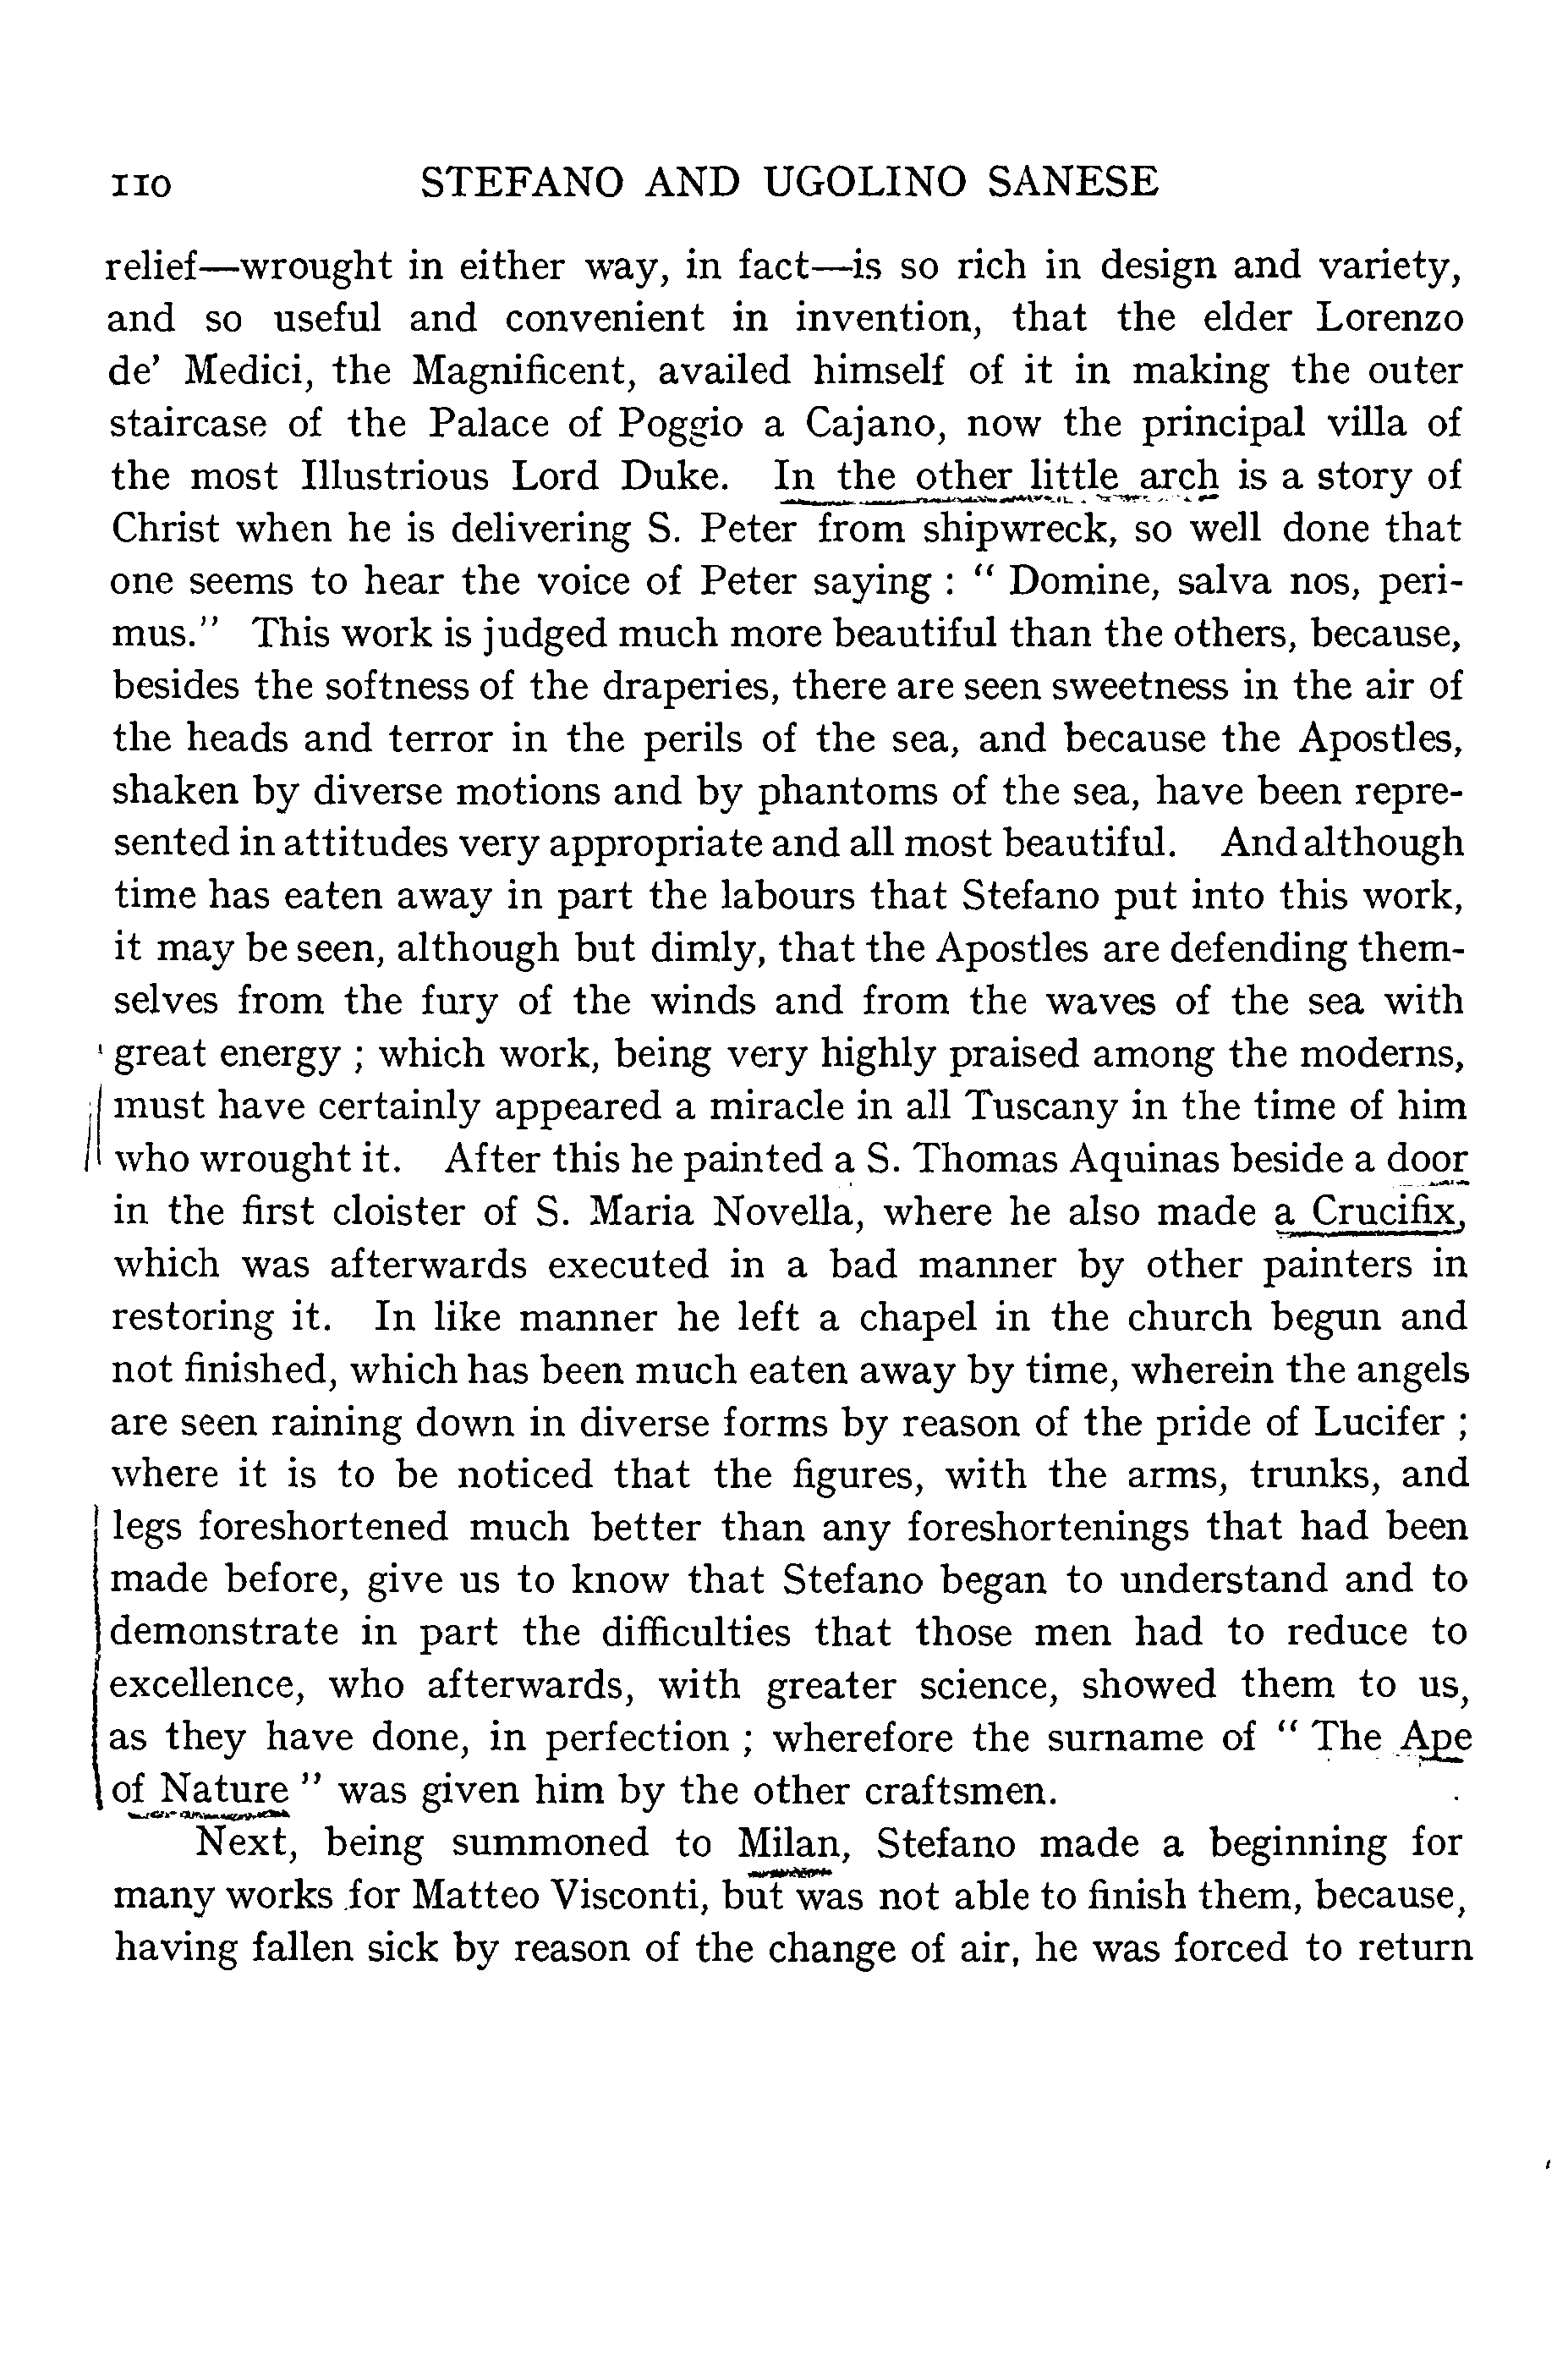 110 STEFANO AND UGOLINO SANESE
relief—wrought in either way, in fact—is so rich in design and variety,
and so useful and convenient in invention, that the elder Lorenzo
de’ Medici, the Magnificent, availed himself of it in making the outer
staircase of the Palace of Poggio a Cajano, now the principal villa of
the most Illustrious Lord Duke. In the other little arch is a story of
Christ when he is delivering S. Peter from shipwreck, so well done that
one seems to hear the voice of Peter saying : “ Domine, salva nos, peri-
mus.” This work is judged much more beautiful than the others, because,
besides the softness of the draperies, there are seen sweetness in the air of
the heads and terror in the perils of the sea, and because the Apostles,
shaken by diverse motions and by phantoms of the sea, have been repre-
sented in attitudes very appropriate and all most beautiful. And although
time has eaten away in part the labours that Stefano put into this work,
it may be seen, although but dimly, that the Apostles are defending them-
selves from the fury of the winds and from the waves of the sea with
great energy ; which work, being very highly praised among the moderns,
must have certainly appeared a miracle in all Tuscany in the time of him
who wrought it. After this he painted a S. Thomas Aquinas beside a door
in the first cloister of S. Maria Novella, where he also made a Crucifix,
which was afterwards executed in a bad manner by other painters in
restoring it. In like manner he left a chapel in the church begun and
not finished, which has been much eaten away by time, wherein the angels
are seen raining down in diverse forms by reason of the pride of Lucifer ;
where it is to be noticed that the figures, with the arms, trunks, and
legs foreshortened much better than any foreshortenings that had been
made before, give us to know that Stefano began to understand and to
demonstrate in part the difficulties that those men had to reduce to
excellence, who afterwards, with greater science, showed them to us,
as they have done, in perfection ; wherefore the surname of “ The Ape
of Nature ” was given him by the other craftsmen.
Next, being summoned to Milan, Stefano made a beginning for
many works for Matteo Visconti, but was not able to finish them, because,
having fallen sick by reason of the change of air, he was forced to return